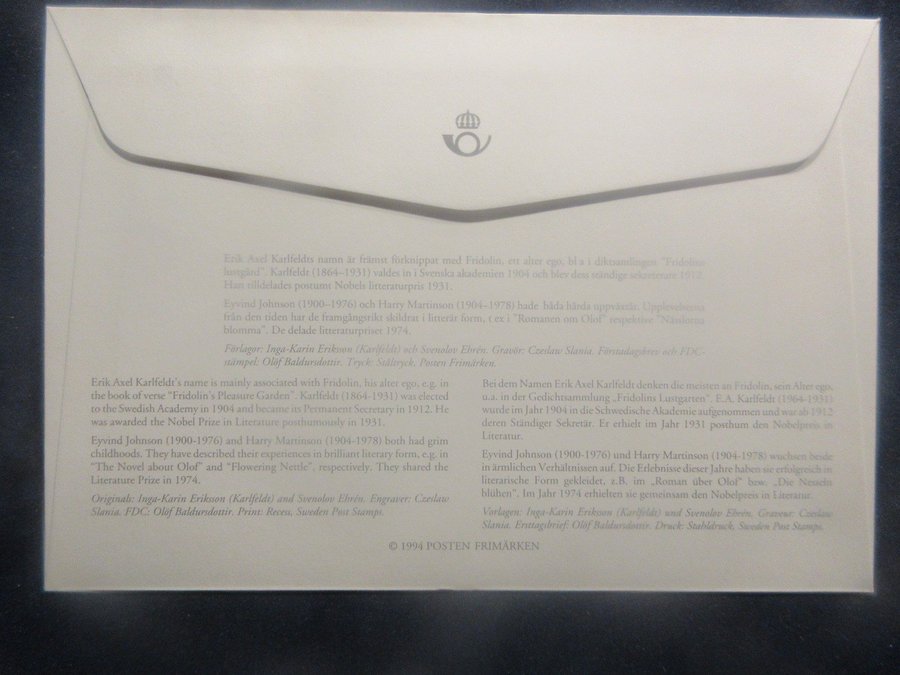 Erik Axel Karlfeldts namn är främst förknippat med Fridolin, ett alter ego, bl a i diktsamlingen "Fridolins
lustgård". Karlfeldt (1864–1931) valdes in i Svenska akademien 1904 och blev dess ständige sekreterare 1912.
Han tilldelades postumt Nobels litteraturpris 1931.
Eyvind Johnson (1900–1976) och Harry Martinson (1904–1978) hade båda hårda uppväxtår. Upplevelserna
från den tiden har de framgångsrikt skildrat i litterär form, t ex i "Romanen om Olof" respektive "Nässlorna
blomma". De delade litteraturpriset 1974.
Förlagor: Inga-Karin Eriksson (Karlfeldt) och Svenolov Ehrén. Gravör: Czeslaw Slania. Förstadagsbrev och FDC-
stämpel: Olöf Baldursdottir. Tryck: Ståltryck, Posten Frimärken.
Erik Axel Karlfeldt's name is mainly associated with Fridolin, his alter ego, e.g. in
the book of verse "Fridolin's Pleasure Garden". Karlfeldt (1864-1931) was elected
to the Swedish Academy in 1904 and became its Permanent Secretary in 1912. He
was awarded the Nobel Prize in Literature posthumously in 1931.
Eyvind Johnson (1900-1976) and Harry Martinson (1904-1978) both had grim
childhoods. They have described their experiences in brilliant literary form, e.g. in
"The Novel about Olof" and "Flowering Nettle", respectively. They shared the
Literature Prize in 1974.
Originals: Inga-Karin Eriksson (Karlfeldt) and Svenolov Ehrén. Engraver: Czeslaw
Slania. FDC: Olöf Baldursdottir. Print: Recess, Sweden Post Stamps.
Bei dem Namen Erik Axel Karlfeldt denken die meisten an Fridolin, sein Alter ego,
u.a. in der Gedichtsammlung „Fridolins Lustgarten". E.A. Karlfeldt (1964-1931)
wurde im Jahr 1904 in die Schwedische Akademie aufgenommen und war ab 1912
deren Ständiger Sekretär. Er erhielt im Jahr 1931 posthum den Nobelpreis in
Literatur.
Eyvind Johnson (1900-1976) und Harry Martinson (1904-1978) wuchsen beide
in ärmlichen Verhältnissen auf. Die Erlebnisse dieser Jahre haben sie erfolgreich in
literarische Form gekleidet, z.B. im „Roman über Olof" bzw. „Die Nesseln
blühen". Im Jahr 1974 erhielten sie gemeinsam den Nobelpreis in Literatur.
Vorlagen: Inga-Karin Eriksson (Karlfeldt) und Svenolov Ehrén. Graveur: Czeslaw
Slania. Ersttagsbrief: Olöf Baldursdottir. Druck: Stahldruck, Sweden Post Stamps.
© 1994 POSTEN FRIMÄRKEN